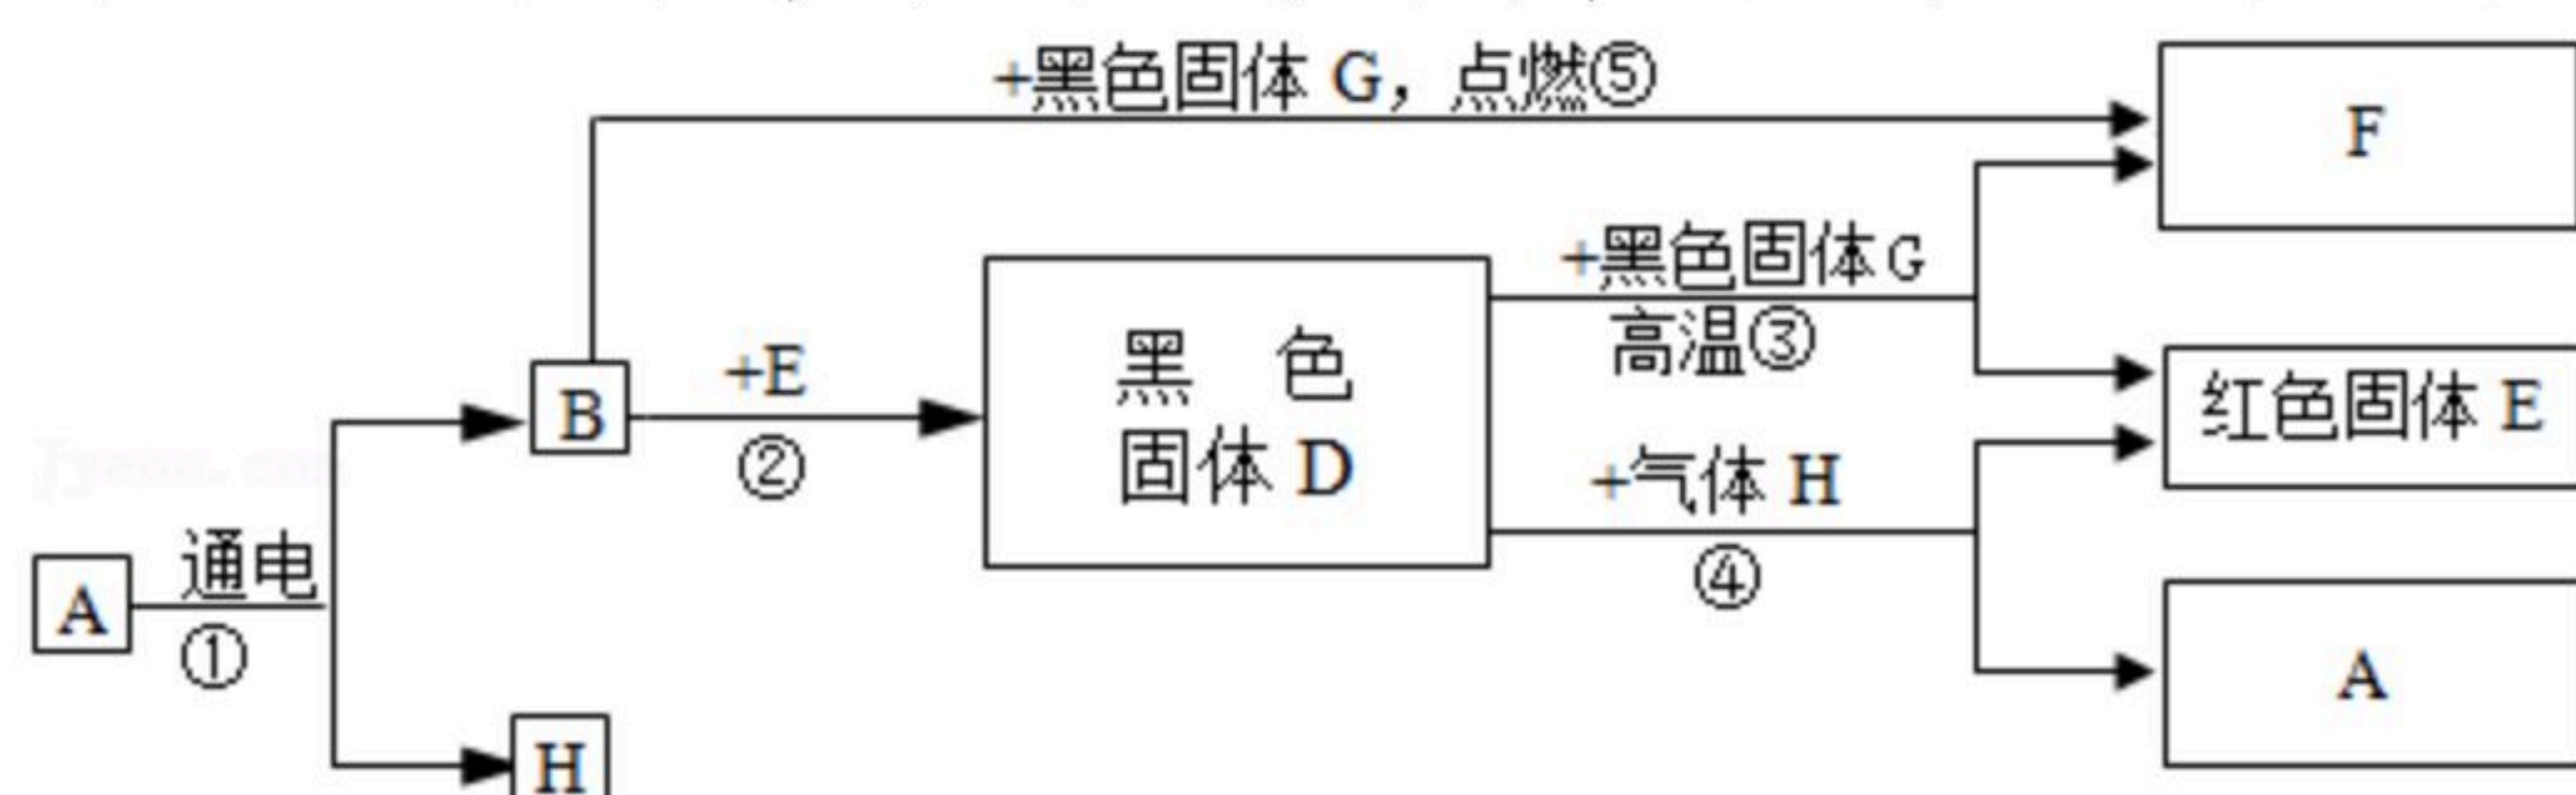 +黑色固体 G，点燃⑤
F
+黑色固体G
高温③
B
+E
②
黑 色
固体 D
红色固体 E
+气体 H
④
A
通电
①
A
H